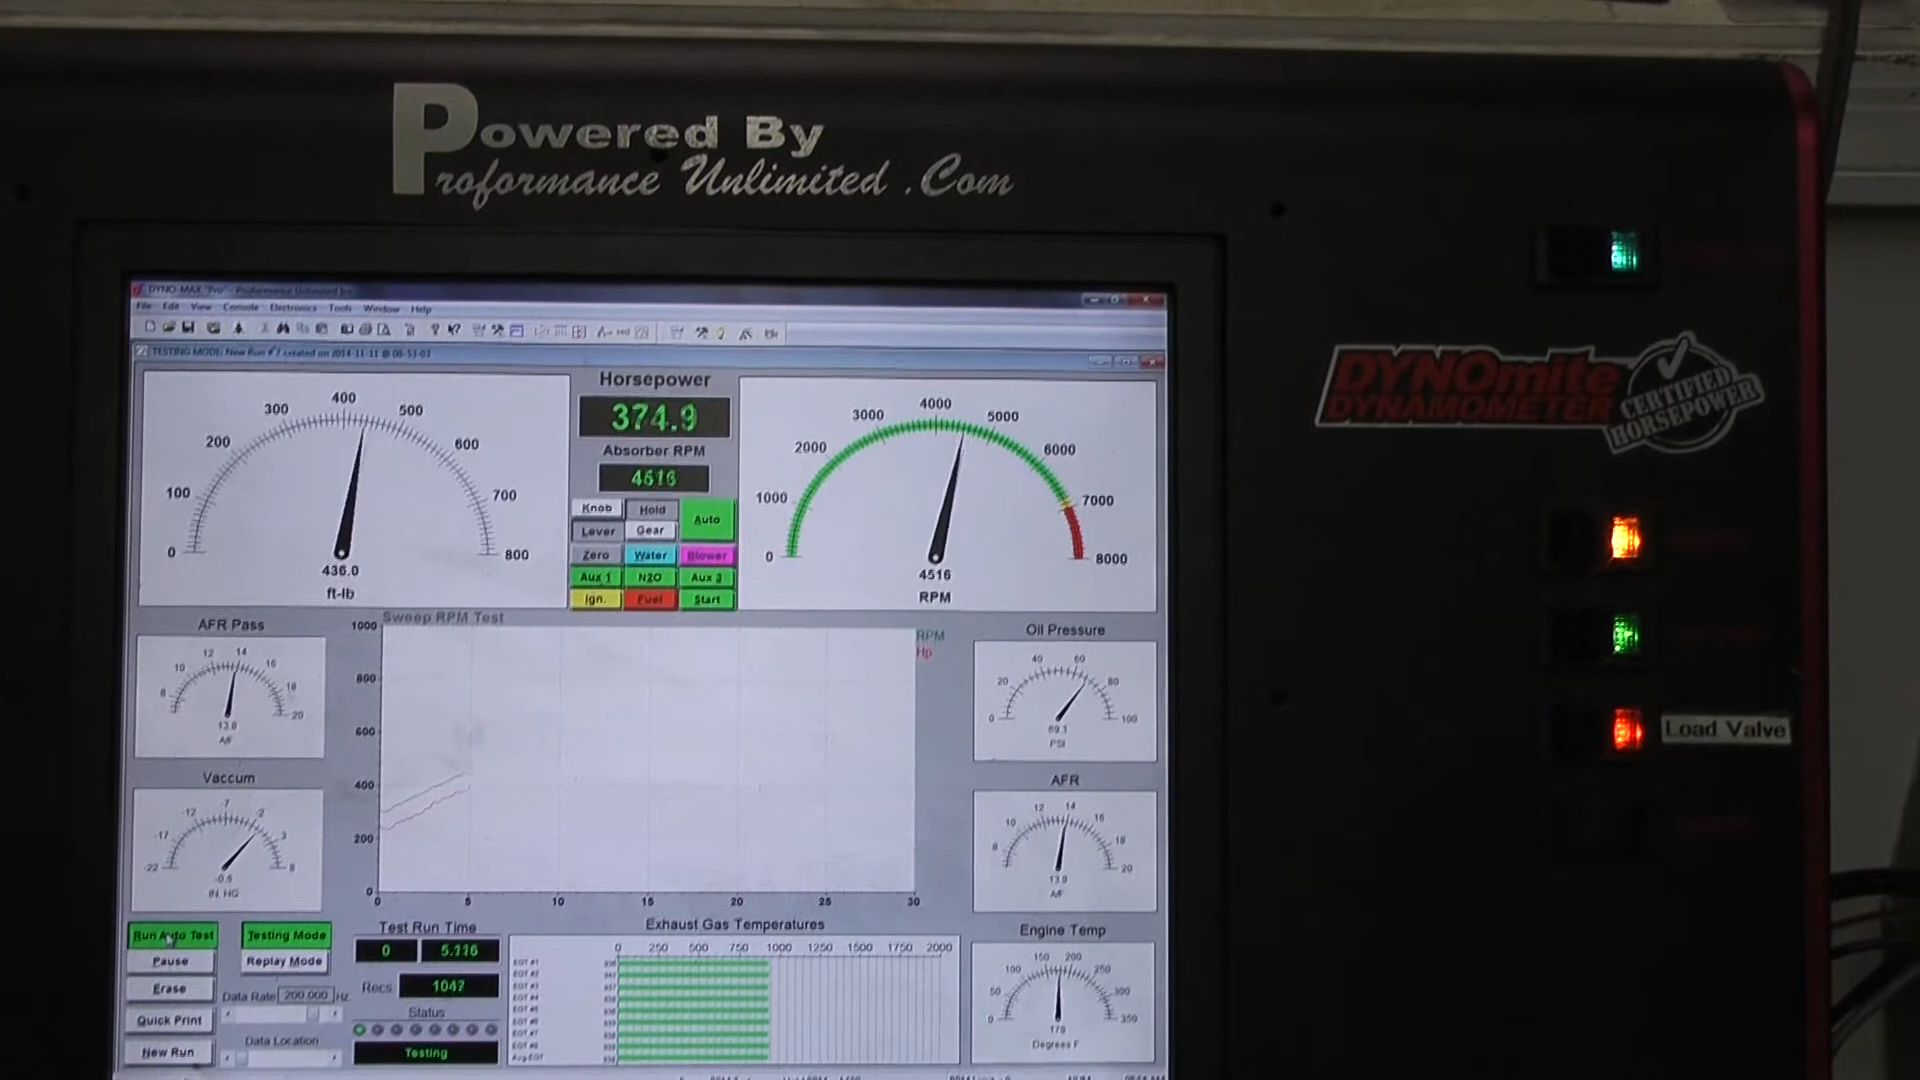 Powered By
Proformance Unlimited .Com
DYNOmite
DYNAMOMETER
CERTIFIED
HORSEPOWER
Load Valve
DYNO-MAX "Pro" - Proformance Unlimited Inc
File Edit View Console Electronics Tools Window Help
TESTING MODE: New Run #7 created on 2014-11-11 @ 08-53-03
0 100 200 300 400 500 600 700 800
436.0
ft-lb
Horsepower
374.9
Absorber RPM
4516
Knob Hold Auto
Lever Gear
Zero Water Blower
Aux 1 N2O Aux 3
Ign. Fuel Start
0 1000 2000 3000 4000 5000 6000 7000 8000
4516
RPM
AFR Pass
8 10 12 14 16 18 20
13.9
A/F
Vaccum
-22 -17 -12 -7 -2 3 8
-0.5
IN. HG
Sweep RPM Test
1000
800
600
400
200
0
0 5 10 15 20 25 30
RPM
Hp
Oil Pressure
0 20 40 60 80 100
69.1
PSI
AFR
8 10 12 14 16 18 20
13.9
A/F
Engine Temp
0 50 100 150 200 250 300 350
179
Degrees F
Run Auto Test
Pause
Erase
Quick Print
New Run
Testing Mode
Replay Mode
Data Rate 200.000 Hz
Data Location
Test Run Time
0 5.116
Recs 1047
Status
Testing
Exhaust Gas Temperatures
0 250 500 750 1000 1250 1500 1750 2000
EGT #1
EGT #2
EGT #3
EGT #4
EGT #5
EGT #6
EGT #7
EGT #8
Avg EGT